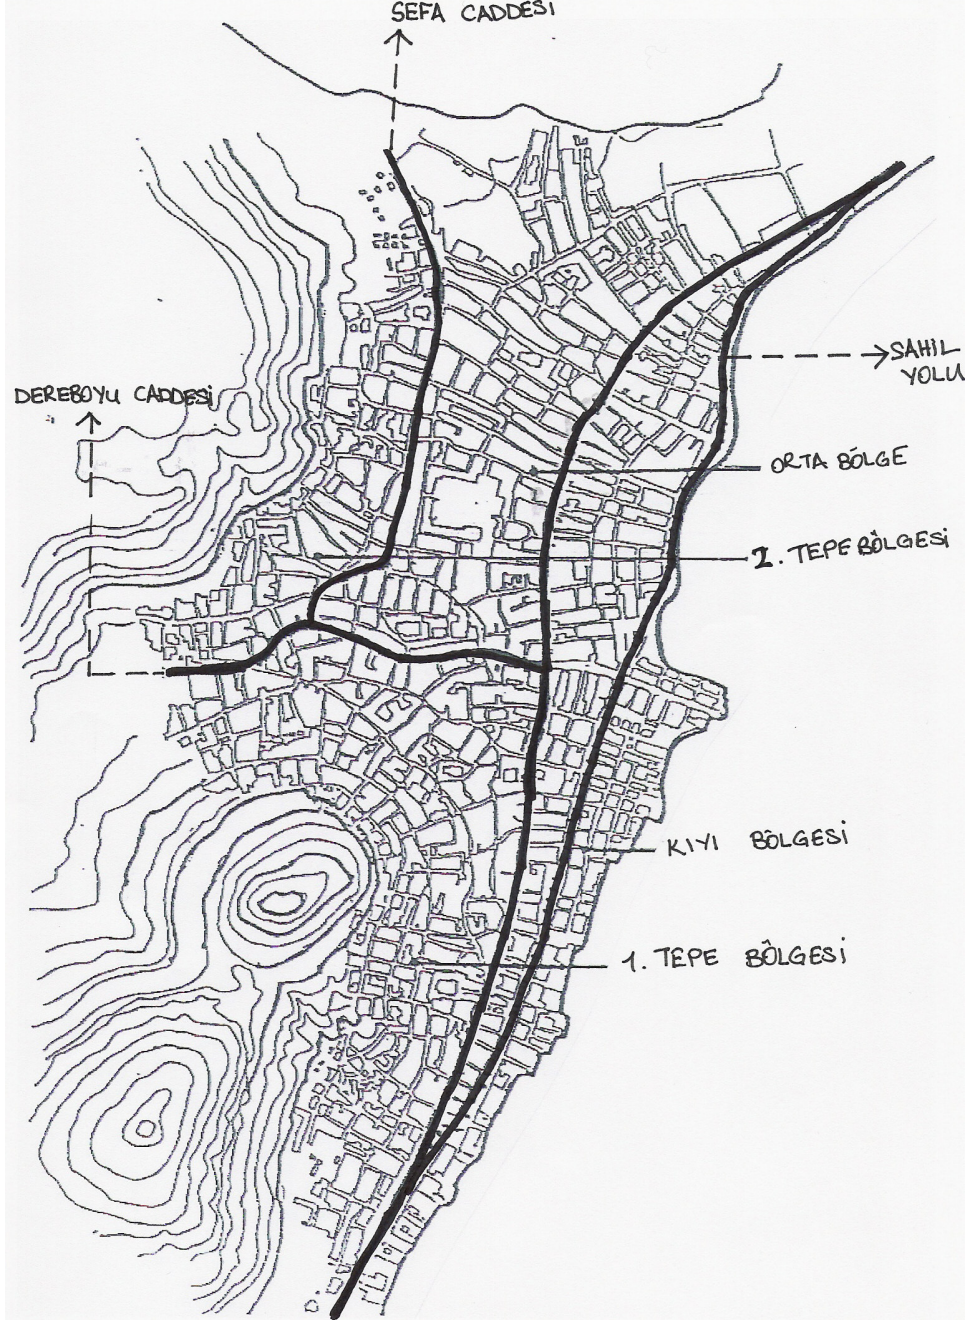 SEFA CADDESİ
SAHİL
YOLU
DEREBOYU CADDESİ
ORTA BÖLGE
2. TEPE BÖLGESİ
KIYI BÖLGESİ
1. TEPE BÖLGESİ